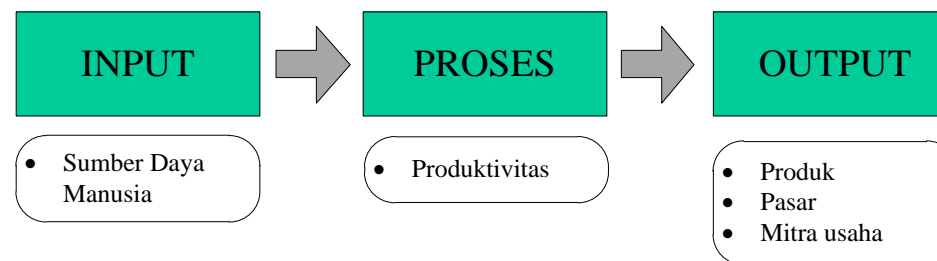 INPUT
PROSES
OUTPUT
• Sumber Daya
Manusia
• Produktivitas
• Produk
• Pasar
• Mitra usaha